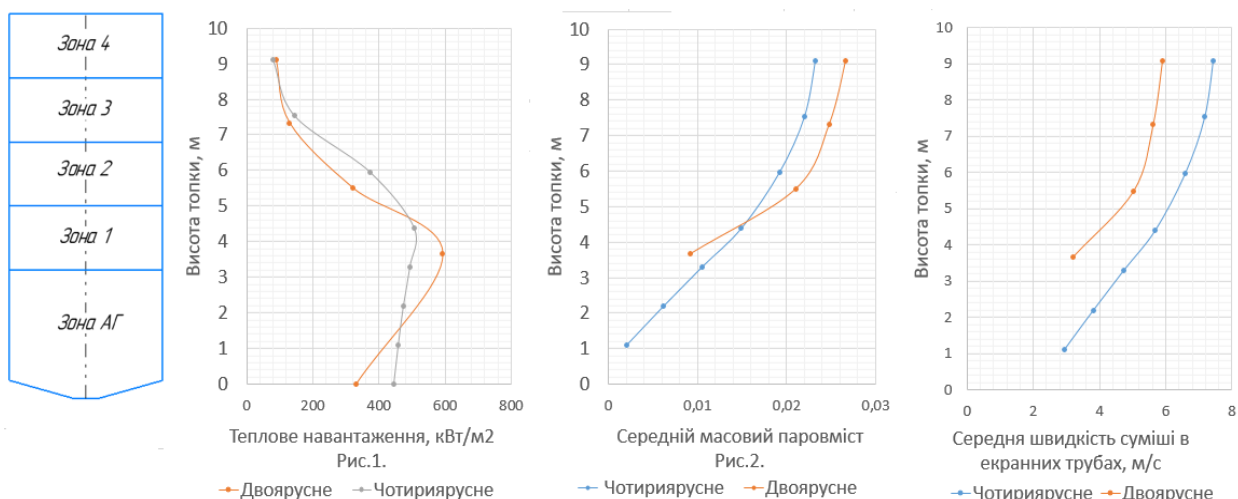 Зона 4
Зона 3
Зона 2
Зона 1
Зона АГ
Висота топки, м
10
9
8
7
6
5
4
3
2
1
0
0 200 400 600 800
Теплове навантаження, кВт/м2
Рис.1.
Двоярусне Чотириярусне
Висота топки, м
10
9
8
7
6
5
4
3
2
1
0
0 0,01 0,02 0,03
Середній масовий паровміст
Рис.2.
Чотириярусне Двоярусне
Висота топки, м
10
9
8
7
6
5
4
3
2
1
0
0 2 4 6 8
Середня швидкість суміші в
екранних трубах, м/с
Чотириярусне Двоярусне